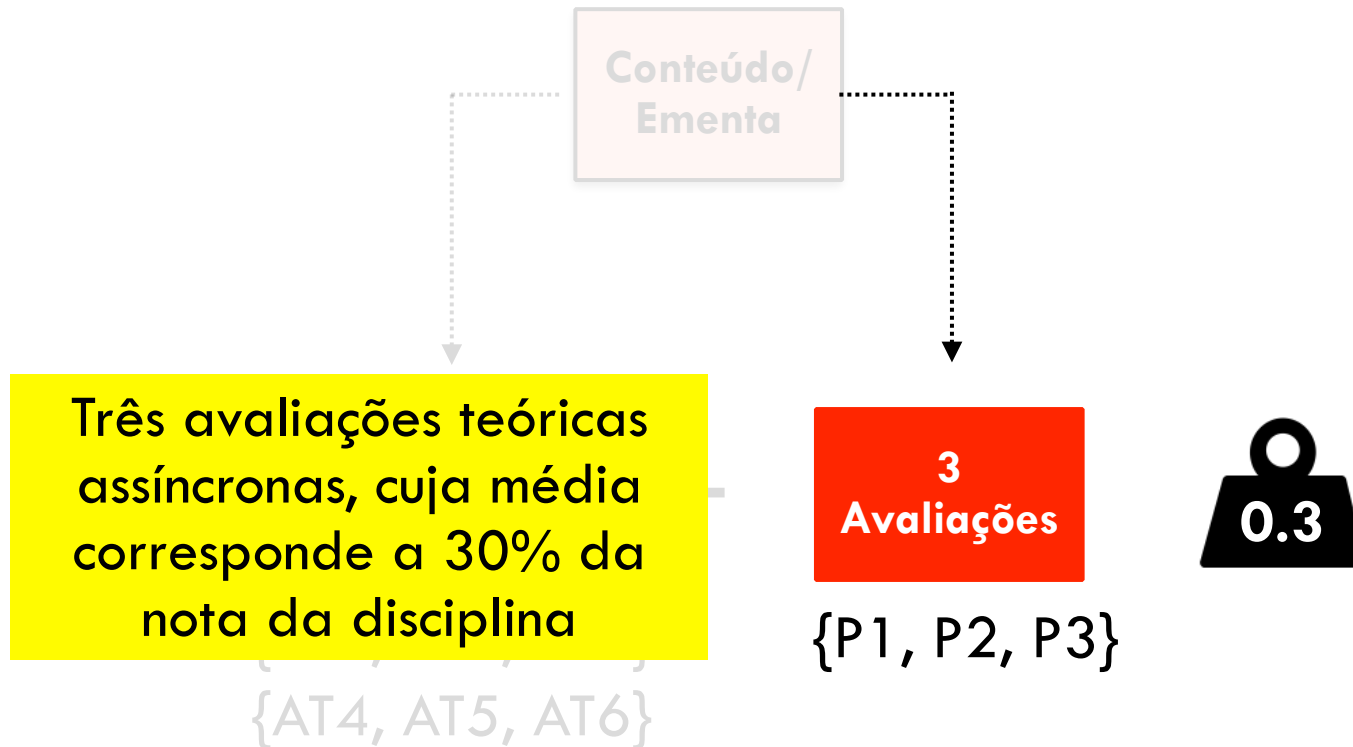 Conteúdo/
Ementa
Três avaliações teóricas
assíncronas, cuja média
corresponde a 30% da
nota da disciplina
3
Avaliações
0.3
{P1, P2, P3}
{AT4, AT5, AT6}